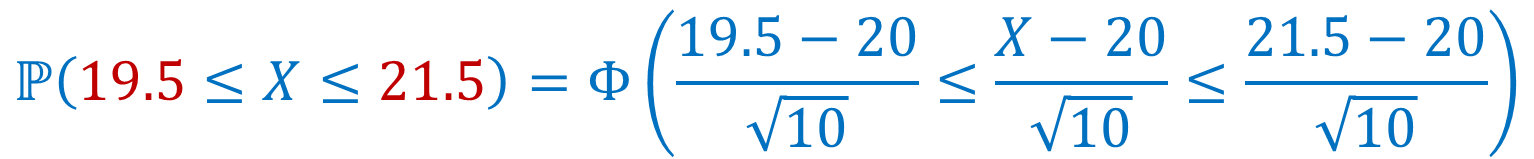 ℙ(19.5 ≤ X ≤ 21.5) = Φ((19.5 − 20)/√10 ≤ (X − 20)/√10 ≤ (21.5 − 20)/√10)